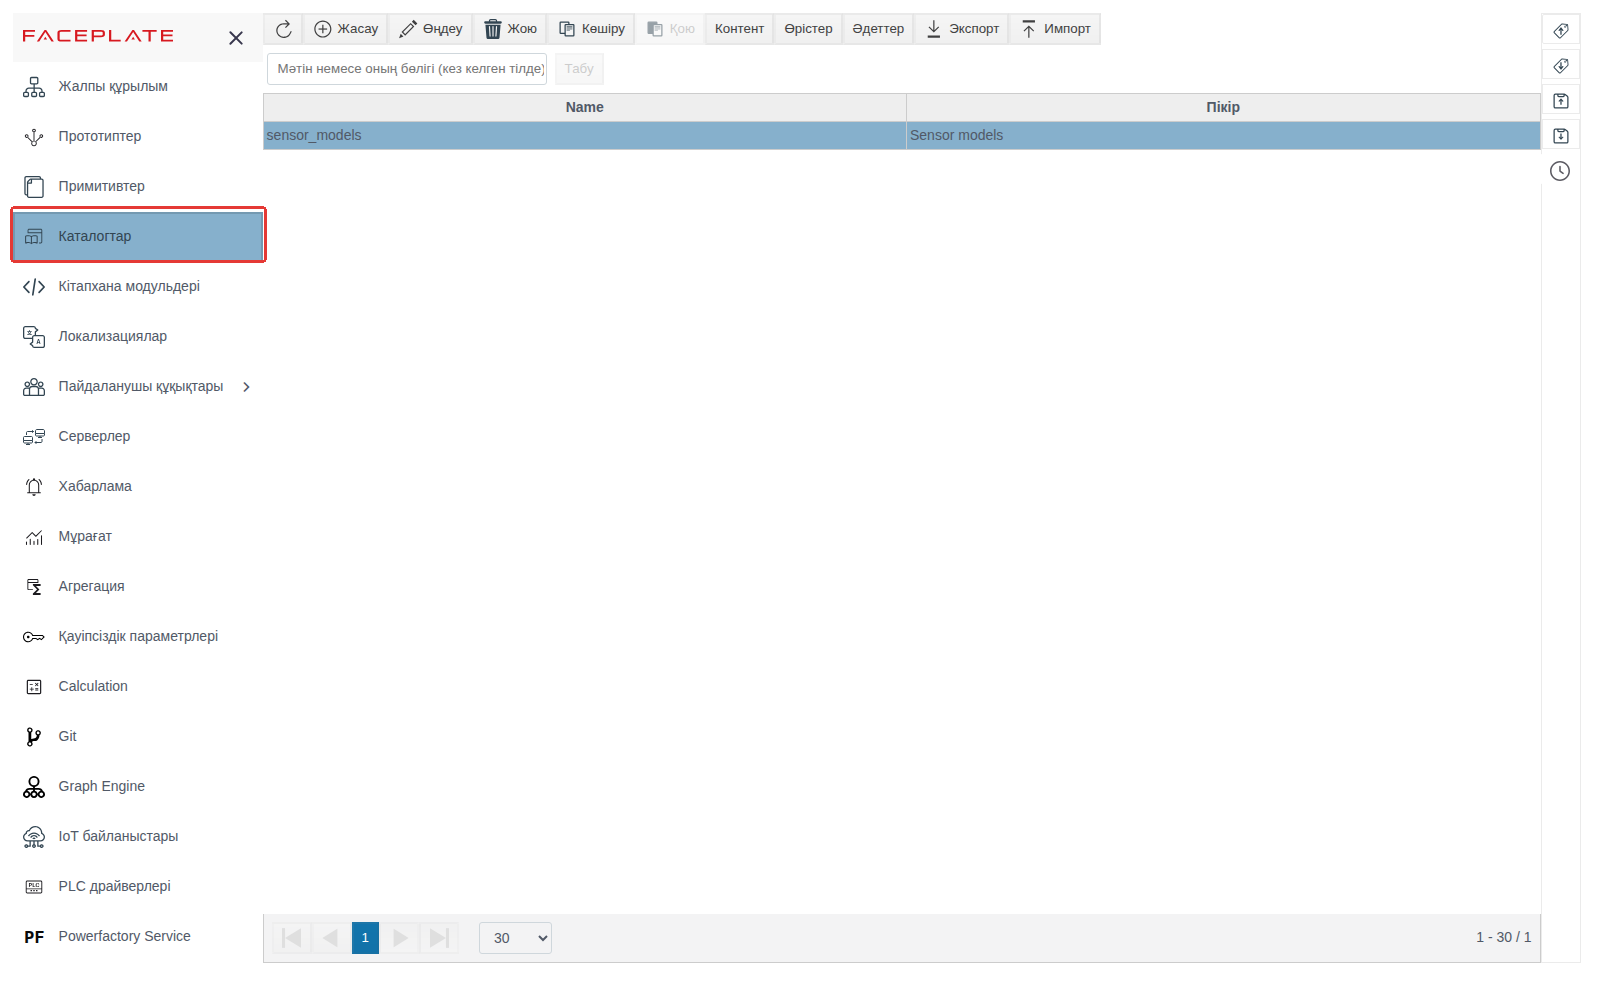 FACEPLATE
Жасау
Өңдеу
Жою
Көшіру
Қою
Контент
Өрістер
Әдеттер
Экспорт
Импорт
Мәтін немесе оның бөлігі (кез келген тілде)
Табу
Name
Пікір
sensor_models
Sensor models
Жалпы құрылым
Прототиптер
Примитивтер
Каталогтар
Кітапхана модульдері
Локализациялар
Пайдаланушы құқықтары
Серверлер
Хабарлама
Мұрағат
Агрегация
Қауіпсіздік параметрлері
Calculation
Git
Graph Engine
IoT байланыстары
PLC
PLC драйверлері
PF
Powerfactory Service
1
30
1 - 30 / 1